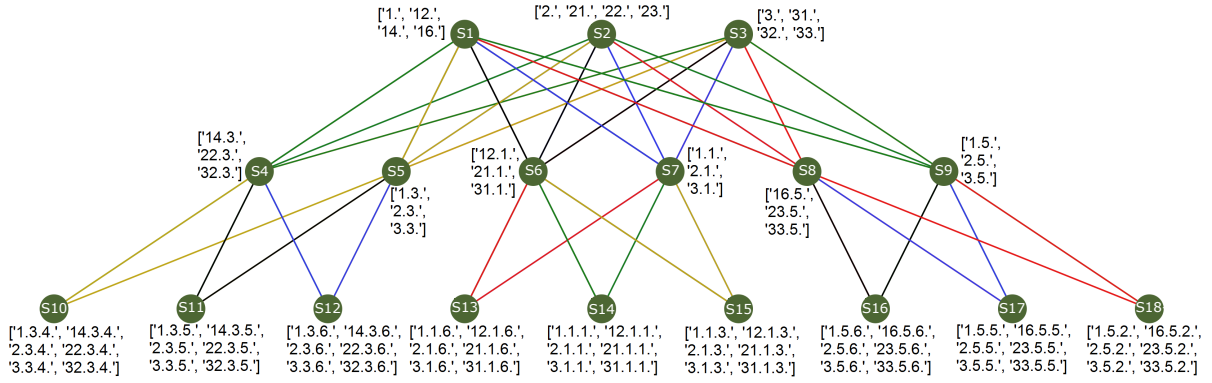 ['1.', '12.',
'14.', '16.']
['2.', '21.', '22.', '23.']
['3.', '31.',
'32.', '33.']
S1
S2
S3
['14.3.',
'22.3.',
'32.3.']
S4
S5
['1.3.',
'2.3.',
'3.3.']
['12.1.',
'21.1.',
'31.1.']
S6
S7
['1.1.',
'2.1.',
'3.1.']
S8
['16.5.',
'23.5.',
'33.5.']
S9
['1.5.',
'2.5.',
'3.5.']
S10
S11
S12
S13
S14
S15
S16
S17
S18
['1.3.4.', '14.3.4.',
'2.3.4.', '22.3.4.',
'3.3.4.', '32.3.4.']
['1.3.5.', '14.3.5.',
'2.3.5.', '22.3.5.',
'3.3.5.', '32.3.5.']
['1.3.6.', '14.3.6.',
'2.3.6.', '22.3.6.',
'3.3.6.', '32.3.6.']
['1.1.6.', '12.1.6.',
'2.1.6.', '21.1.6.',
'3.1.6.', '31.1.6.']
['1.1.1.', '12.1.1.',
'2.1.1.', '21.1.1.',
'3.1.1.', '31.1.1.']
['1.1.3.', '12.1.3.',
'2.1.3.', '21.1.3.',
'3.1.3.', '31.1.3.']
['1.5.6.', '16.5.6.',
'2.5.6.', '23.5.6.',
'3.5.6.', '33.5.6.']
['1.5.5.', '16.5.5.',
'2.5.5.', '23.5.5.',
'3.5.5.', '33.5.5.']
['1.5.2.', '16.5.2.',
'2.5.2.', '23.5.2.',
'3.5.2.', '33.5.2.']